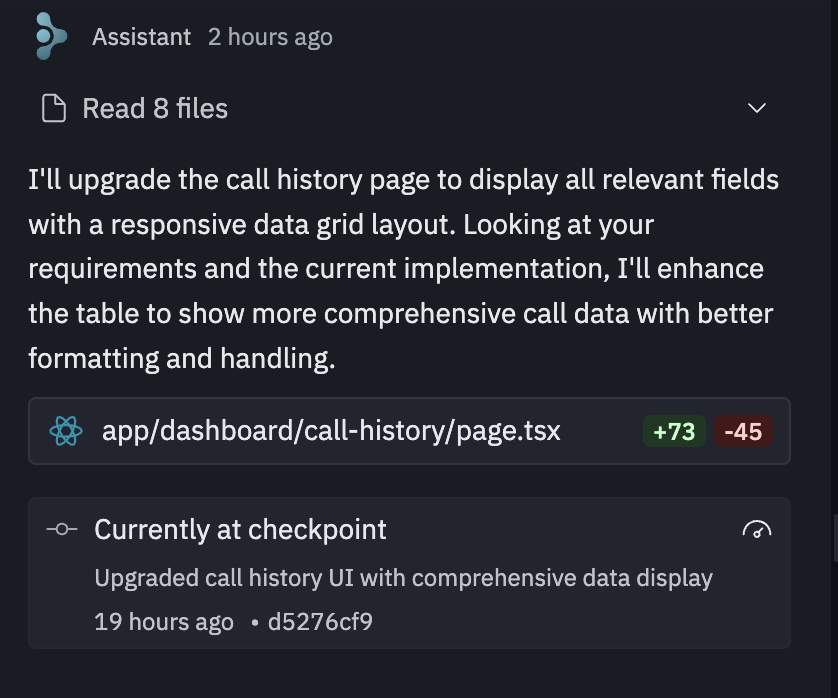 Assistant 2 hours ago
Read 8 files
I'll upgrade the call history page to display all relevant fields
with a responsive data grid layout. Looking at your
requirements and the current implementation, I'll enhance
the table to show more comprehensive call data with better
formatting and handling.
app/dashboard/call-history/page.tsx +73 -45
Currently at checkpoint
Upgraded call history UI with comprehensive data display
19 hours ago • d5276cf9